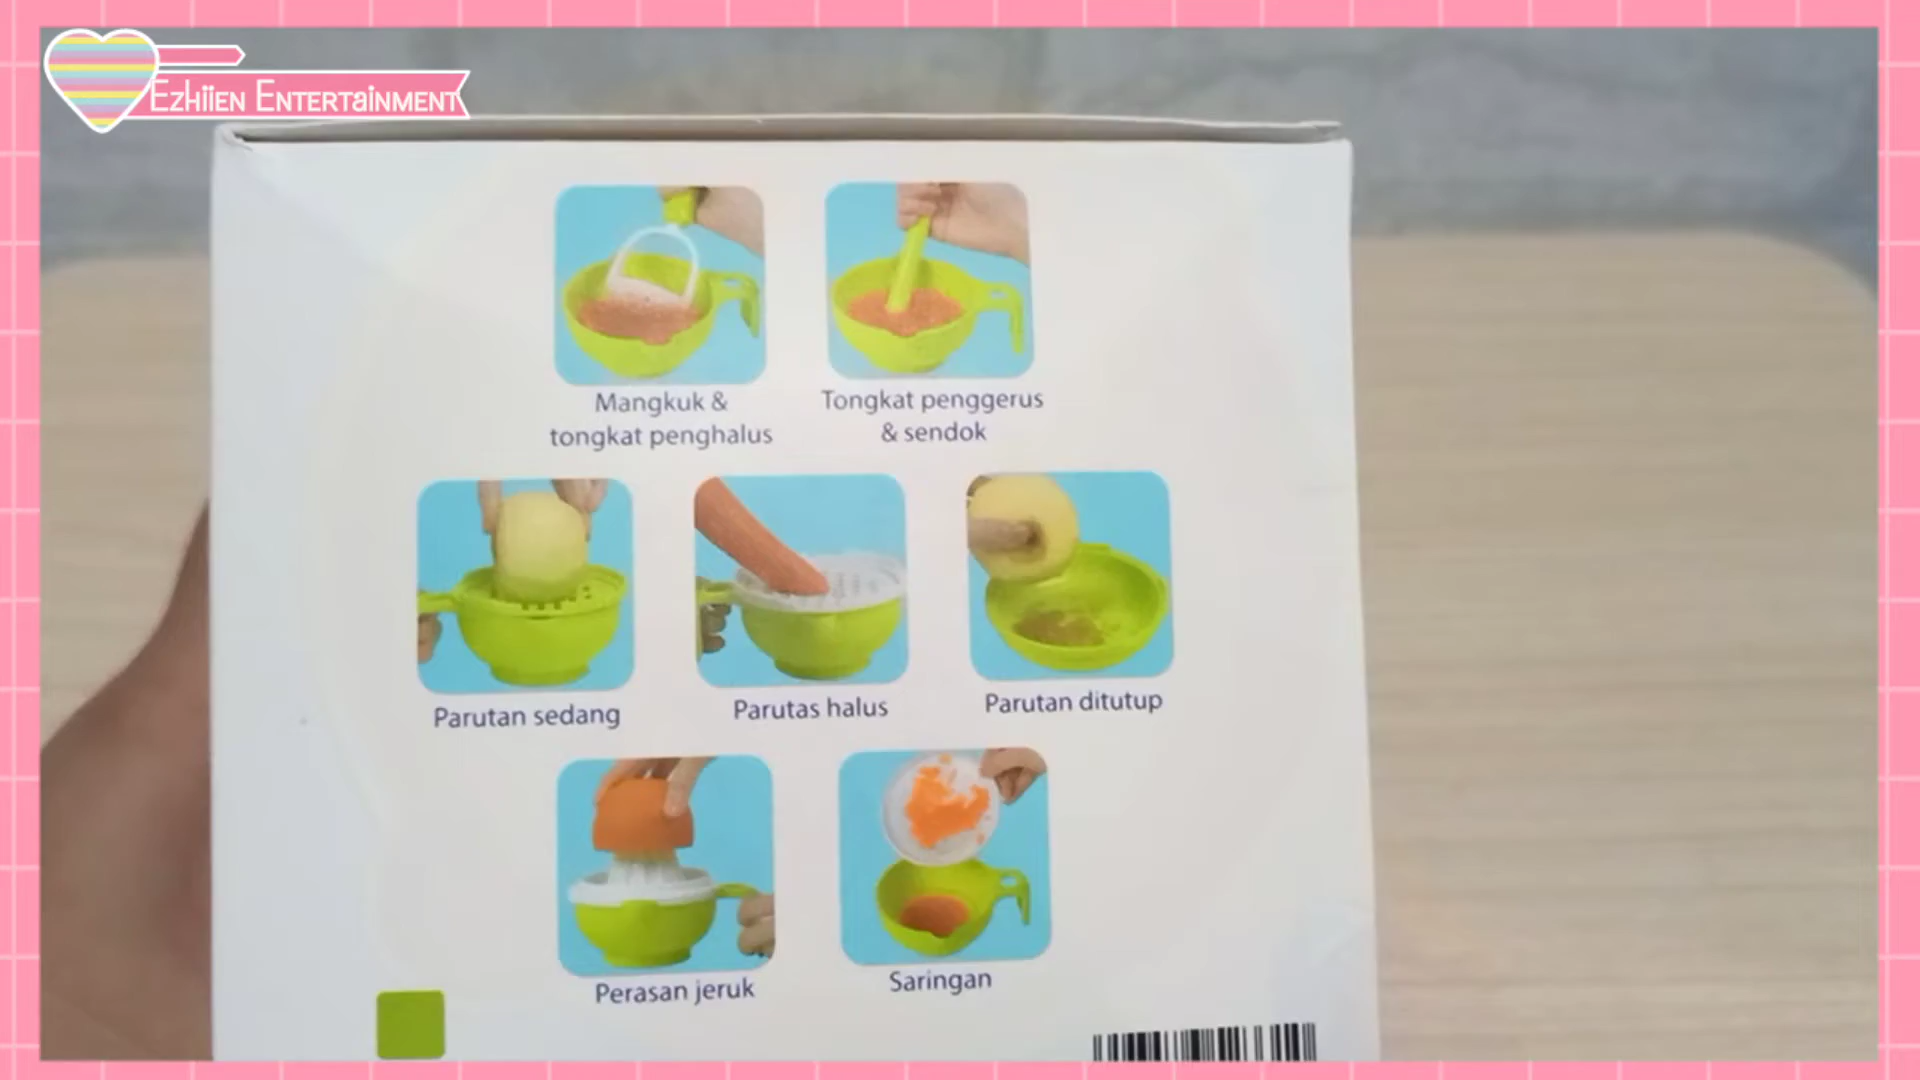 Ezhiien Entertainment
Mangkuk &
tongkat penghalus
Tongkat penggerus
& sendok
Parutan sedang
Parutas halus
Parutan ditutup
Perasan jeruk
Saringan